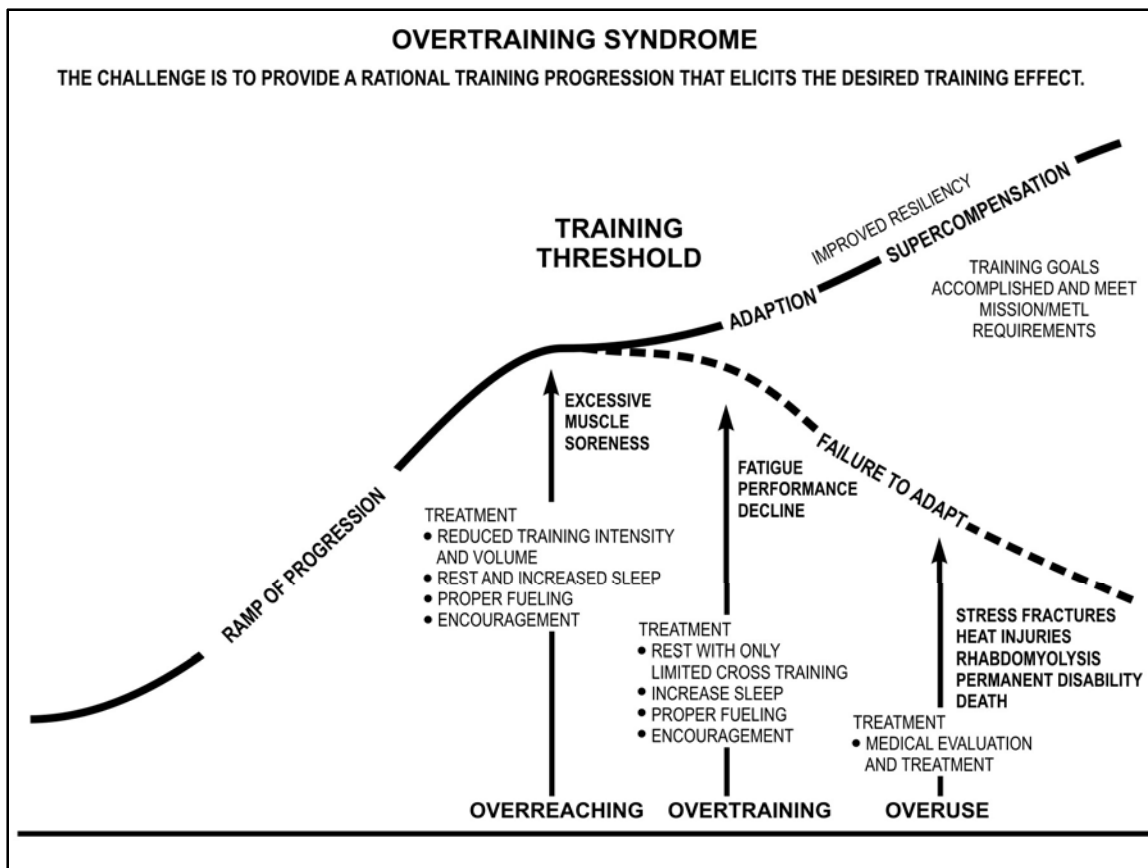 OVERTRAINING SYNDROME
THE CHALLENGE IS TO PROVIDE A RATIONAL TRAINING PROGRESSION THAT ELICITS THE DESIRED TRAINING EFFECT.
TRAINING
THRESHOLD
IMPROVED RESILIENCY
SUPERCOMPENSATION
ADAPTION
TRAINING GOALS
ACCOMPLISHED AND MEET
MISSION/METL
REQUIREMENTS
RAMP OF PROGRESSION
FAILURE TO ADAPT
EXCESSIVE
MUSCLE
SORENESS
TREATMENT
• REDUCED TRAINING INTENSITY
AND VOLUME
• REST AND INCREASED SLEEP
• PROPER FUELING
• ENCOURAGEMENT
OVERREACHING
FATIGUE
PERFORMANCE
DECLINE
TREATMENT
• REST WITH ONLY
LIMITED CROSS TRAINING
• INCREASE SLEEP
• PROPER FUELING
• ENCOURAGEMENT
OVERTRAINING
STRESS FRACTURES
HEAT INJURIES
RHABDOMYOLYSIS
PERMANENT DISABILITY
DEATH
TREATMENT
• MEDICAL EVALUATION
AND TREATMENT
OVERUSE